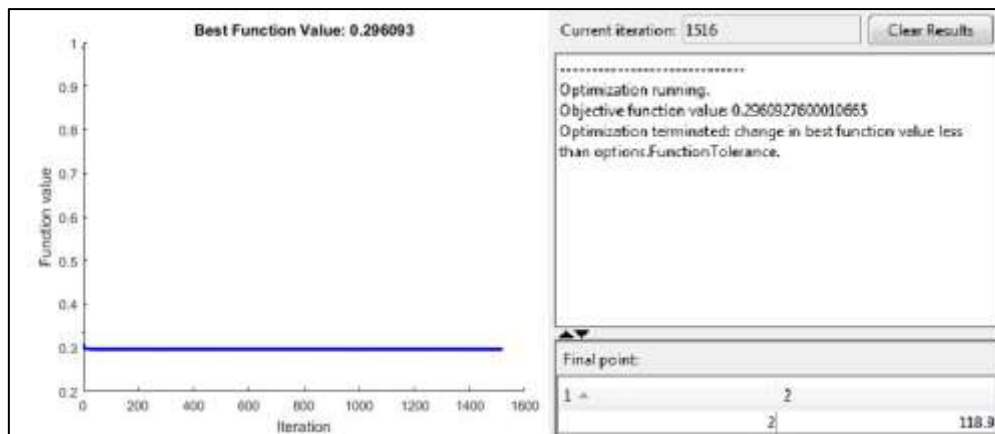 Best Function Value: 0.296093
1
0.9
0.8
0.7
0.6
0.5
0.4
0.3
0.2
Function value
0 200 400 600 800 1000 1200 1400 1600
Iteration
Current iteration: 1516 Clear Results
------------------------------
Optimization running.
Objective function value: 0.2960927600010665
Optimization terminated: change in best function value less
than options.FunctionTolerance.
Final point:
1 2
2 118.9